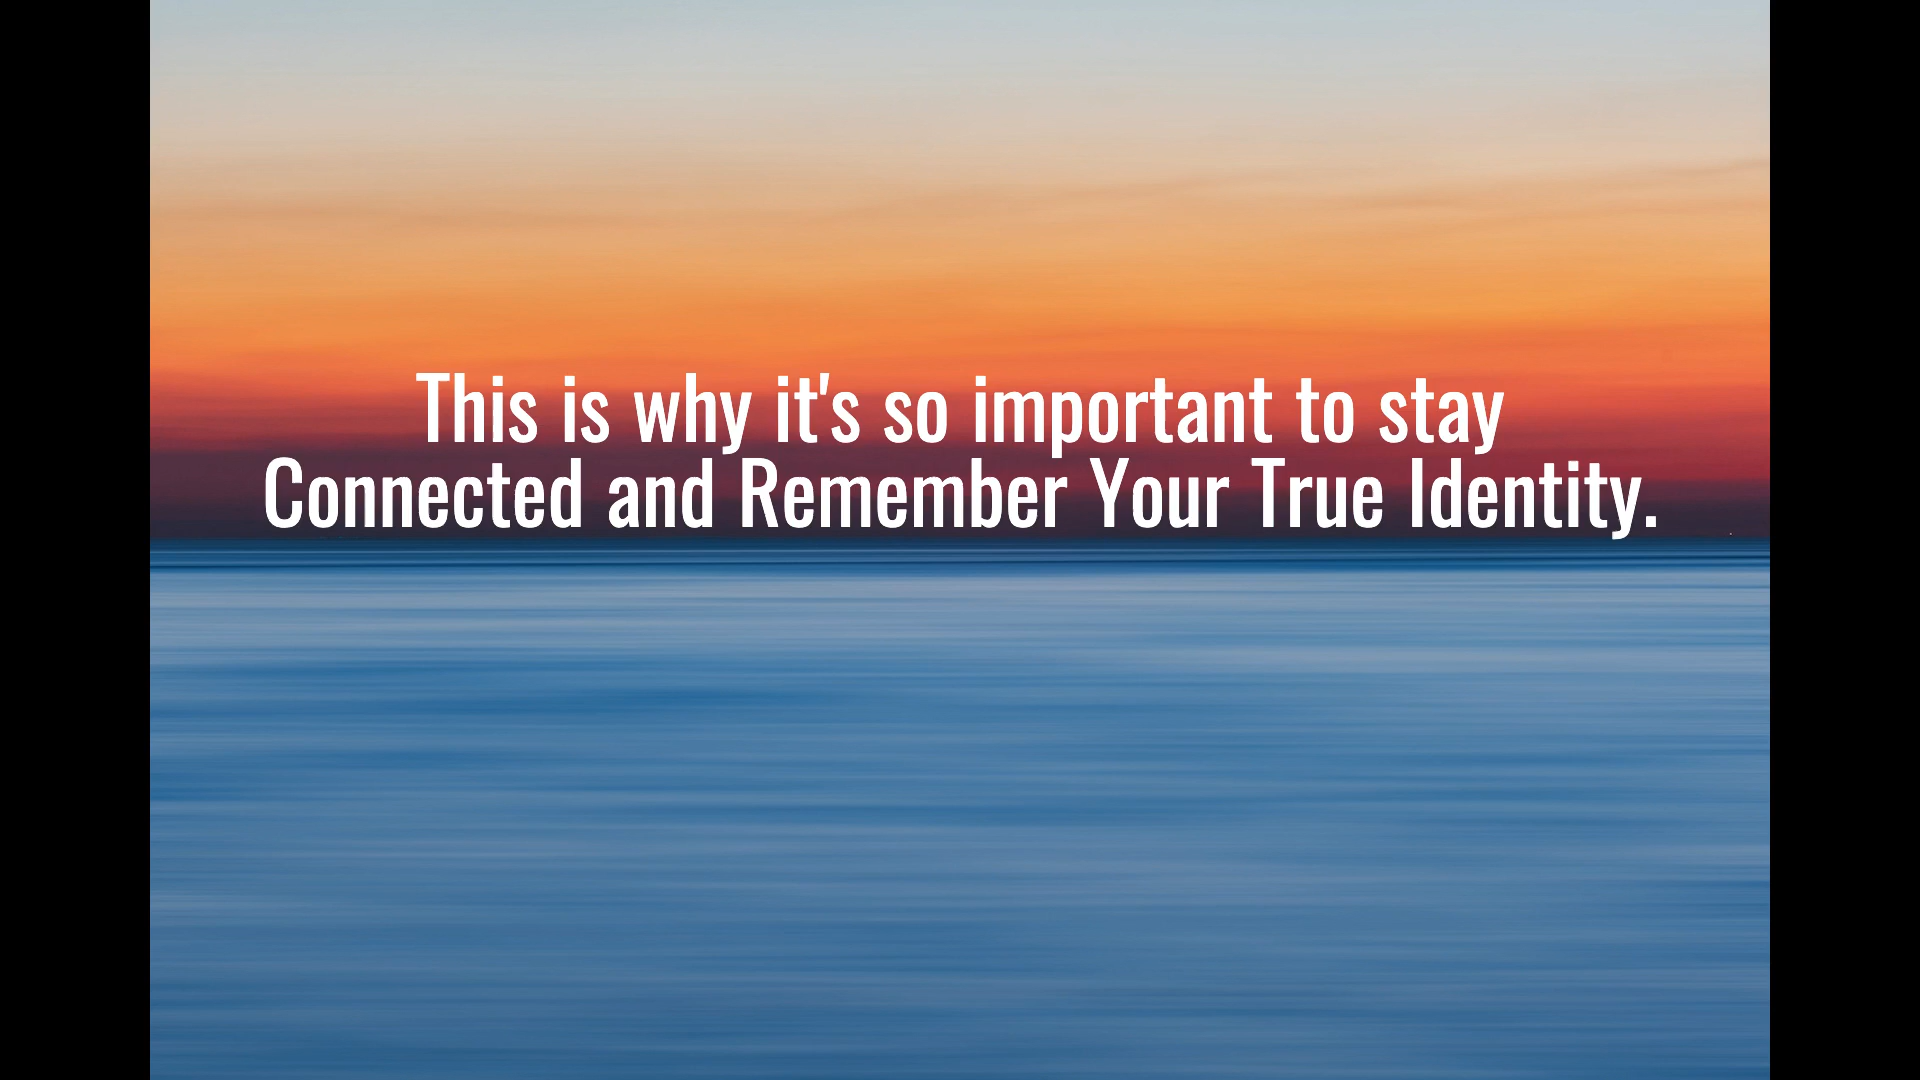 This is why it's so important to stay
Connected and Remember Your True Identity.